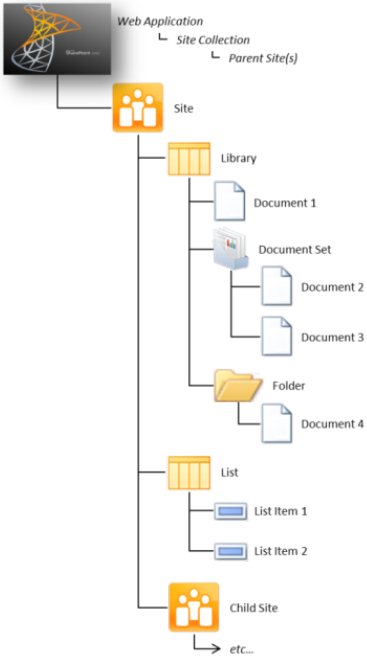 Web Application
Site Collection
Parent Site(s)
SharePoint
Site
Library
Document 1
Document Set
Document 2
Document 3
Folder
Document 4
List
List Item 1
List Item 2
Child Site
etc...